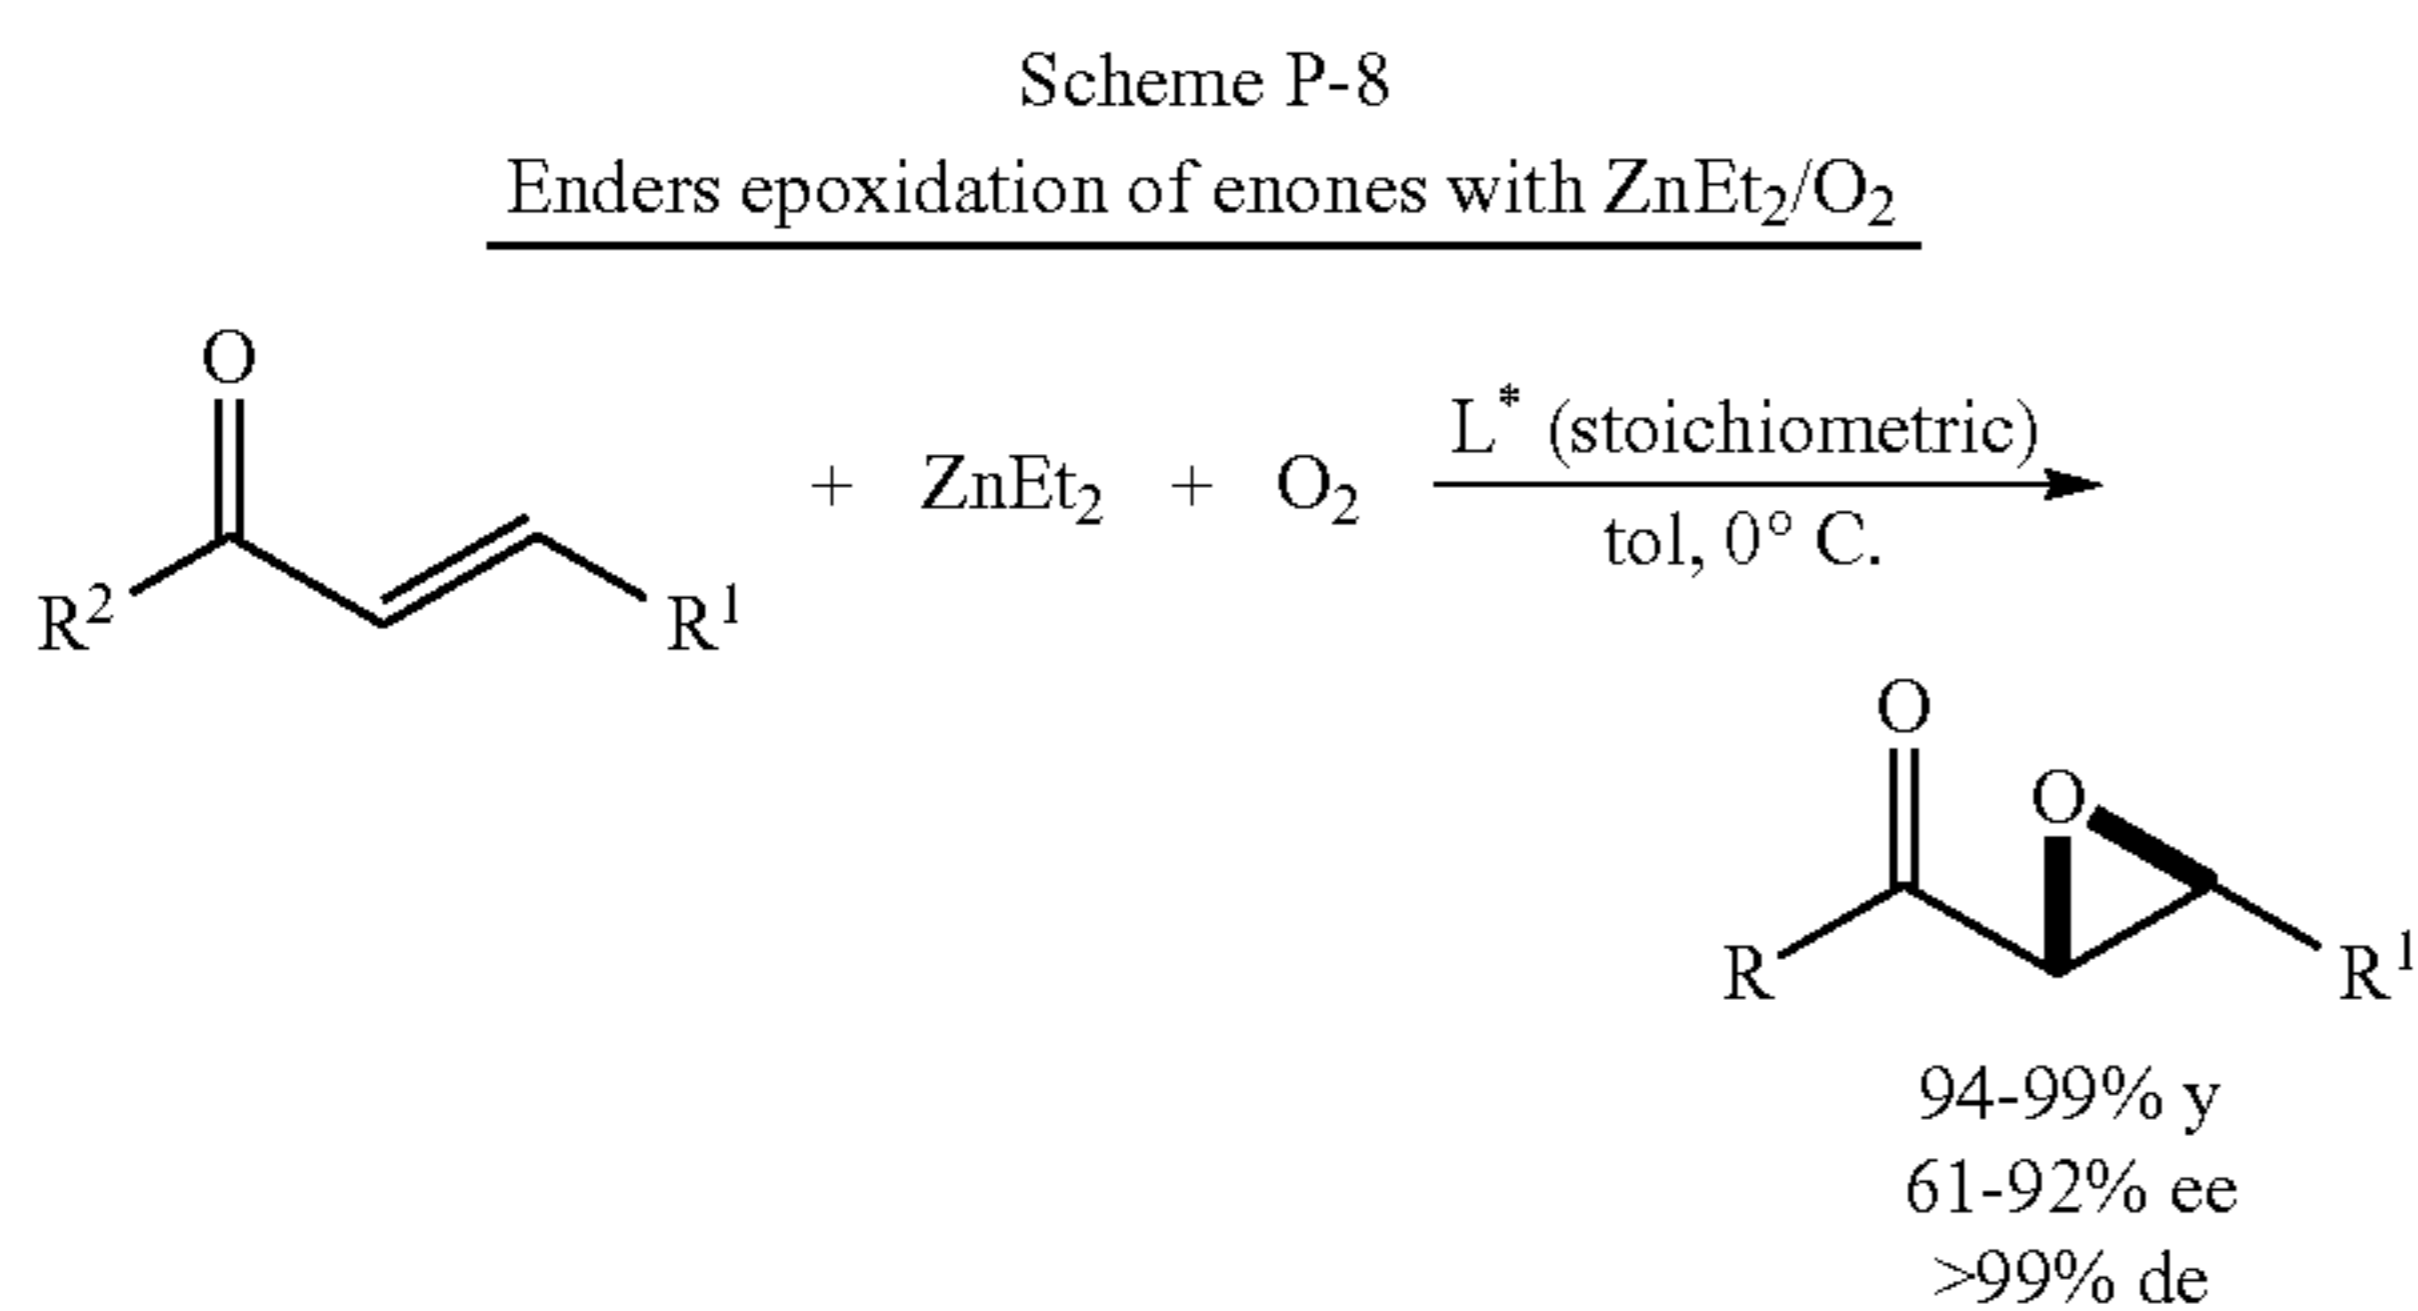 Scheme P-8
Enders epoxidation of enones with ZnEt₂/O₂
O
R² R¹ + ZnEt₂ + O₂
L* (stoichiometric)
tol, 0° C.
O
O
R R¹
94-99% y
61-92% ee
>99% de